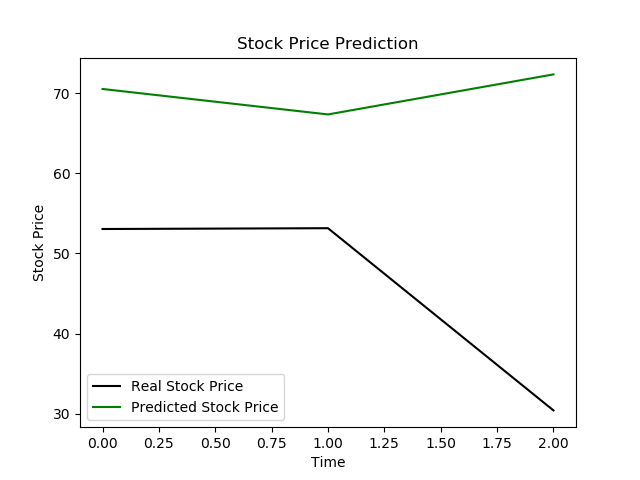 Stock Price Prediction
70
60
50
40
30
Stock Price
Real Stock Price
Predicted Stock Price
0.00 0.25 0.50 0.75 1.00 1.25 1.50 1.75 2.00
Time